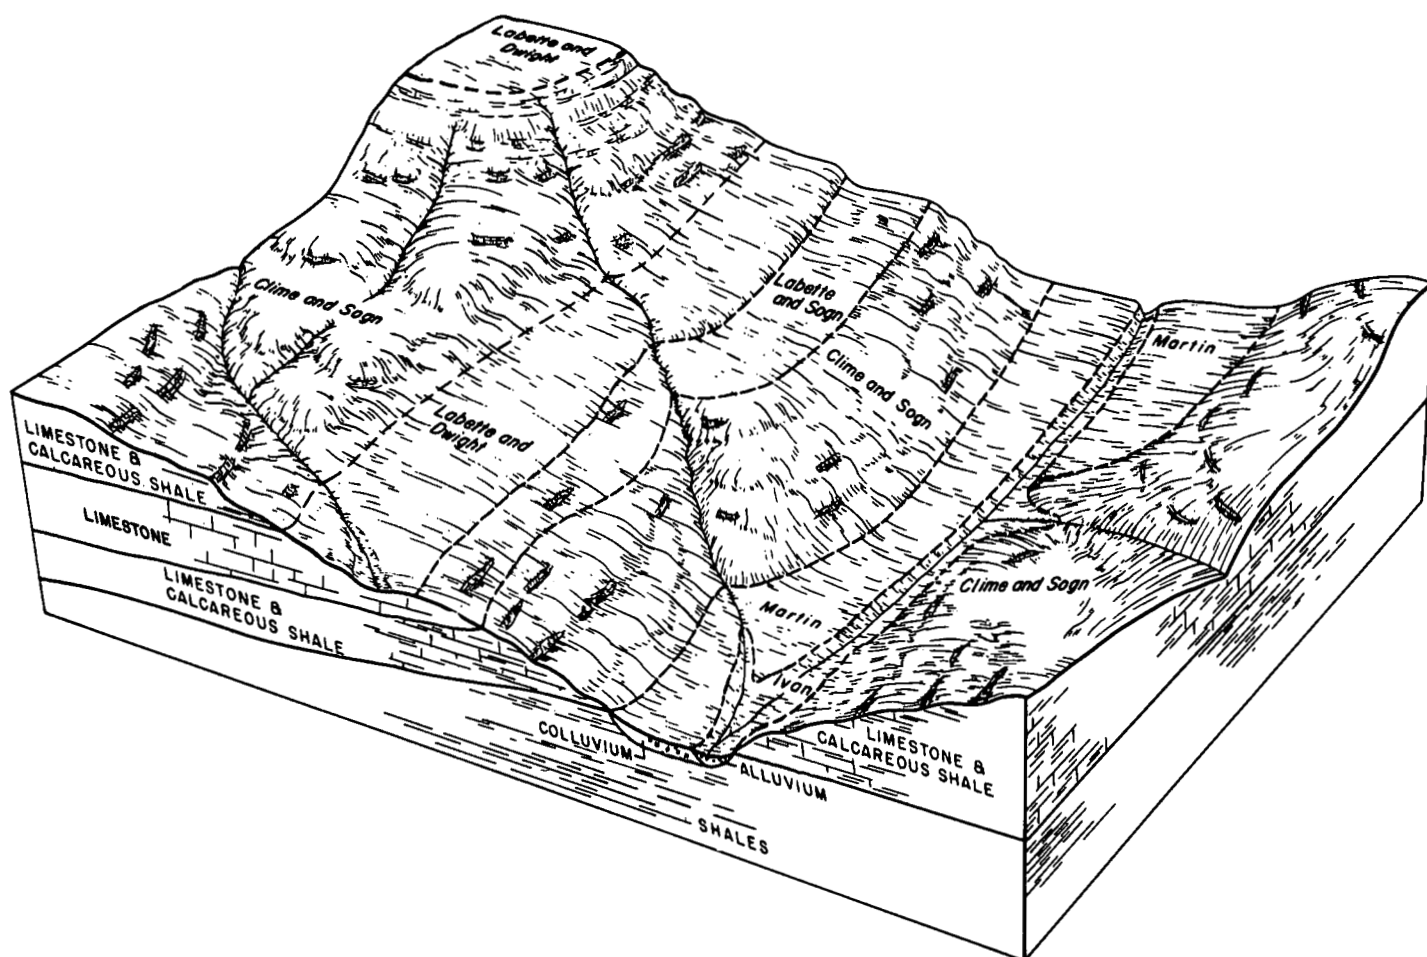 Labette and
Dwight
Clime and Sogn
Labette
and Sogn
Martin
Clime and Sogn
Labette and
Dwight
Clime and Sogn
Martin
Ivan
LIMESTONE &
CALCAREOUS SHALE
LIMESTONE
LIMESTONE &
CALCAREOUS SHALE
COLLUVIUM
ALLUVIUM
LIMESTONE &
CALCAREOUS SHALE
SHALES